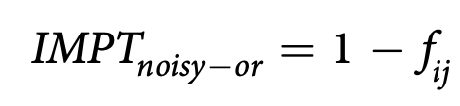 IMPT_{noisy-or} = 1 - f_{ij}